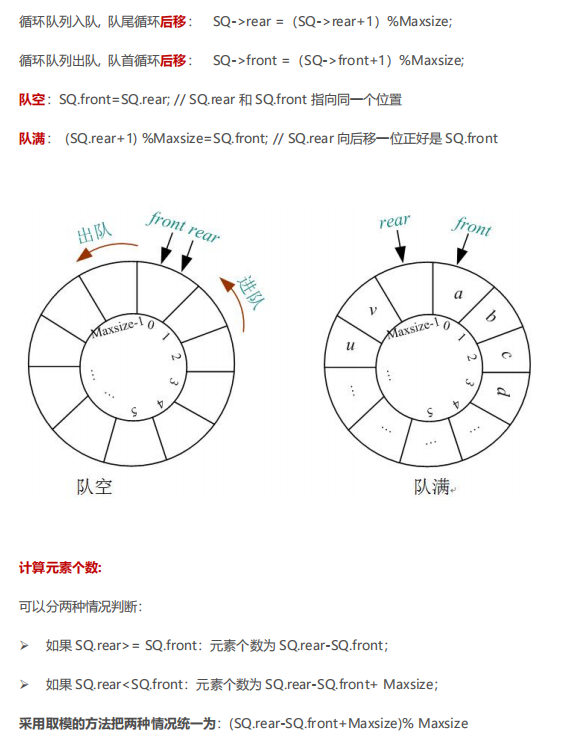 循环队列入队，队尾循环后移： SQ->rear =（SQ->rear+1）%Maxsize;
循环队列出队，队首循环后移： SQ->front =（SQ->front+1）%Maxsize;
队空：SQ.front=SQ.rear; // SQ.rear 和 SQ.front 指向同一个位置
队满：(SQ.rear+1) %Maxsize=SQ.front; // SQ.rear 向后移一位正好是 SQ.front
出队 front rear 进队
Maxsize-1 0 1 2 3 4 5 … …
队空
rear front
a b c d … … … … u v
Maxsize-1 0 1 2 3 4 5 …
队满
计算元素个数:
可以分两种情况判断：
➢ 如果 SQ.rear>= SQ.front：元素个数为 SQ.rear-SQ.front；
➢ 如果 SQ.rear<SQ.front：元素个数为 SQ.rear-SQ.front+ Maxsize；
采用取模的方法把两种情况统一为：(SQ.rear-SQ.front+Maxsize)% Maxsize